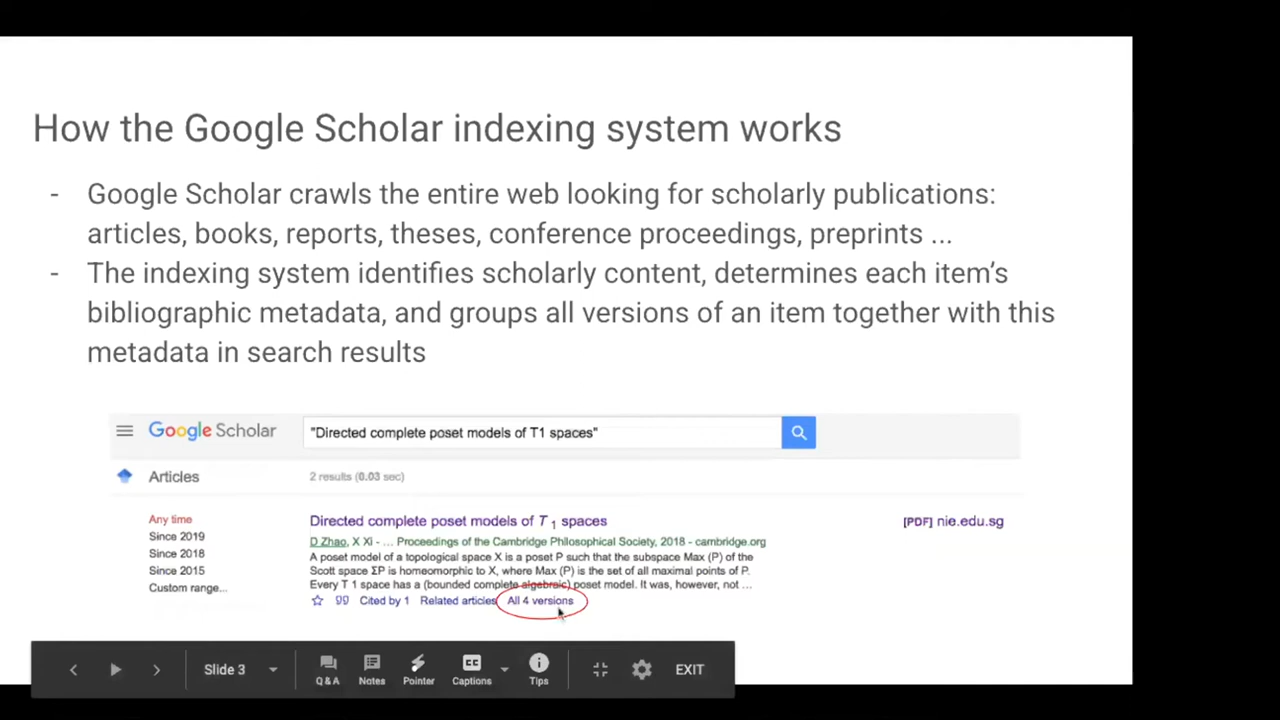 How the Google Scholar indexing system works
- Google Scholar crawls the entire web looking for scholarly publications:
articles, books, reports, theses, conference proceedings, preprints ...
- The indexing system identifies scholarly content, determines each item’s
bibliographic metadata, and groups all versions of an item together with this
metadata in search results
Google Scholar
"Directed complete poset models of T1 spaces"
Articles
2 results (0.03 sec)
Any time
Since 2019
Since 2018
Since 2015
Custom range...
Directed complete poset models of T 1 spaces
[PDF] nie.edu.sg
D Zhao, X Xi - ... Proceedings of the Cambridge Philosophical Society, 2018 - cambridge.org
A poset model of a topological space X is a poset P such that the subspace Max (P) of the
Scott space ΣP is homeomorphic to X, where Max (P) is the set of all maximal points of P.
Every T 1 space has a (bounded complete algebraic) poset model. It was, however, not ...
Cited by 1 Related articles All 4 versions
Slide 3
Q&A Notes Pointer CC Captions Tips EXIT